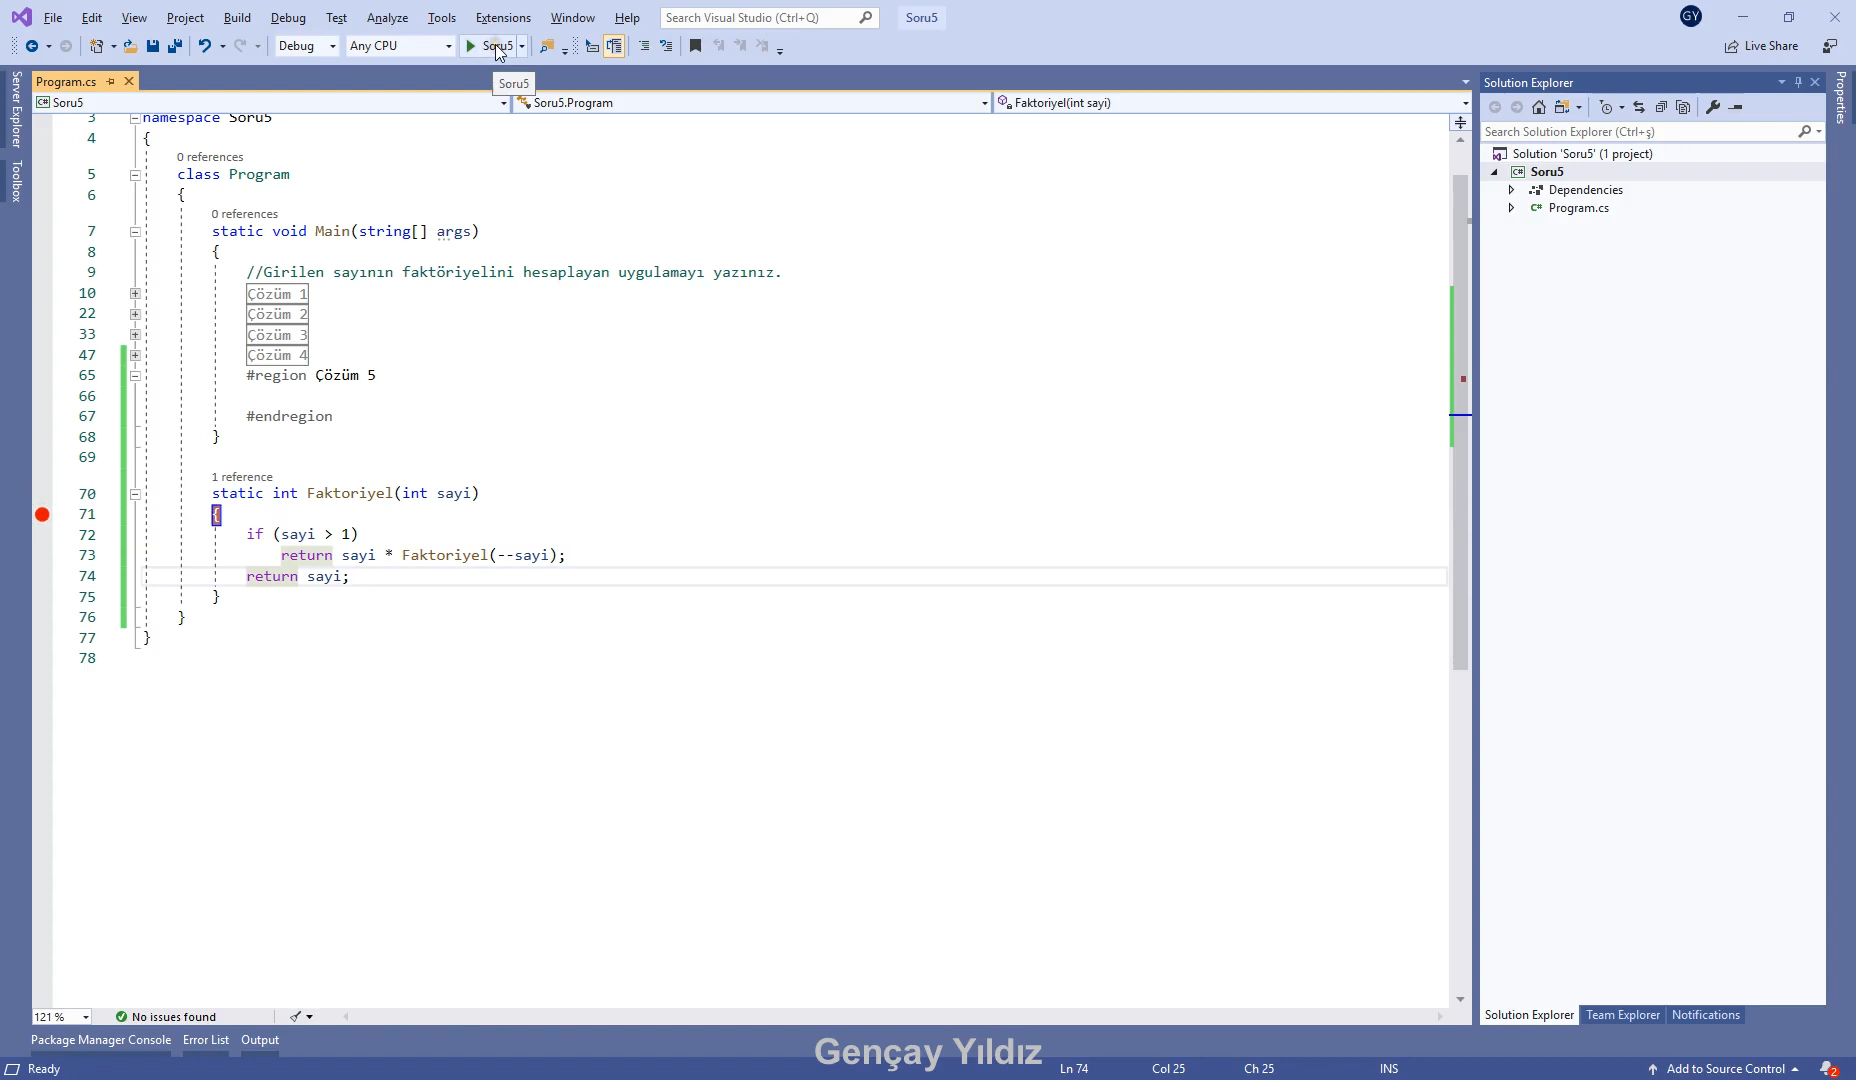 File Edit View Project Build Debug Test Analyze Tools Extensions Window Help Search Visual Studio (Ctrl+Q) Soru5 GY
Debug Any CPU Soru5 Live Share
Server Explorer
Toolbox
Program.cs
Soru5
Soru5 Soru5.Program Faktoriyel(int sayi)
3 namespace Soru5
4 {
0 references
5 class Program
6 {
0 references
7 static void Main(string[] args)
8 {
9 //Girilen sayının faktöriyelini hesaplayan uygulamayı yazınız.
10 Çözüm 1
22 Çözüm 2
33 Çözüm 3
47 Çözüm 4
65 #region Çözüm 5
66
67 #endregion
68 }
69
1 reference
70 static int Faktoriyel(int sayi)
71 {
72 if (sayi > 1)
73 return sayi * Faktoriyel(--sayi);
74 return sayi;
75 }
76 }
77 }
78
121 % No issues found
Solution Explorer
Search Solution Explorer (Ctrl+ş)
Solution 'Soru5' (1 project)
C# Soru5
Dependencies
C# Program.cs
Properties
Solution Explorer Team Explorer Notifications
Package Manager Console Error List Output
Gençay Yıldız
Ready Ln 74 Col 25 Ch 25 INS Add to Source Control 2